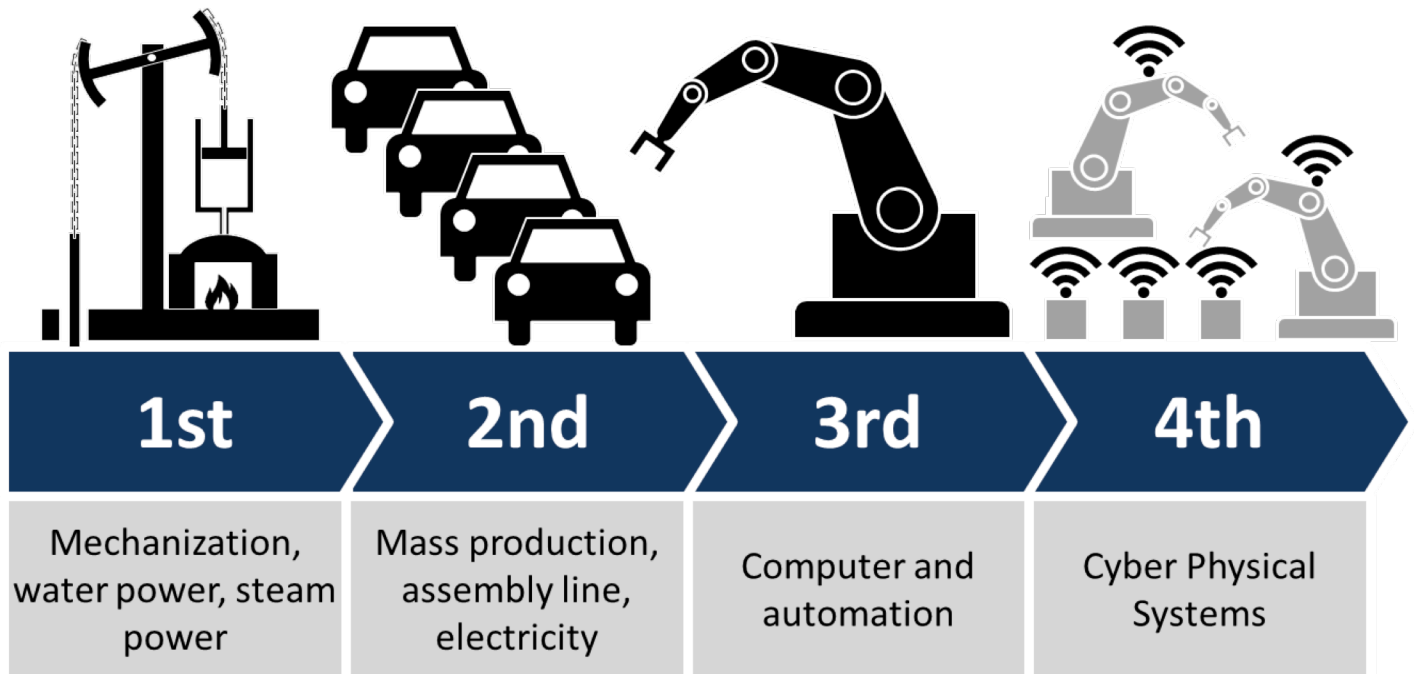 1st
2nd
3rd
4th
Mechanization,
water power, steam
power
Mass production,
assembly line,
electricity
Computer and
automation
Cyber Physical
Systems